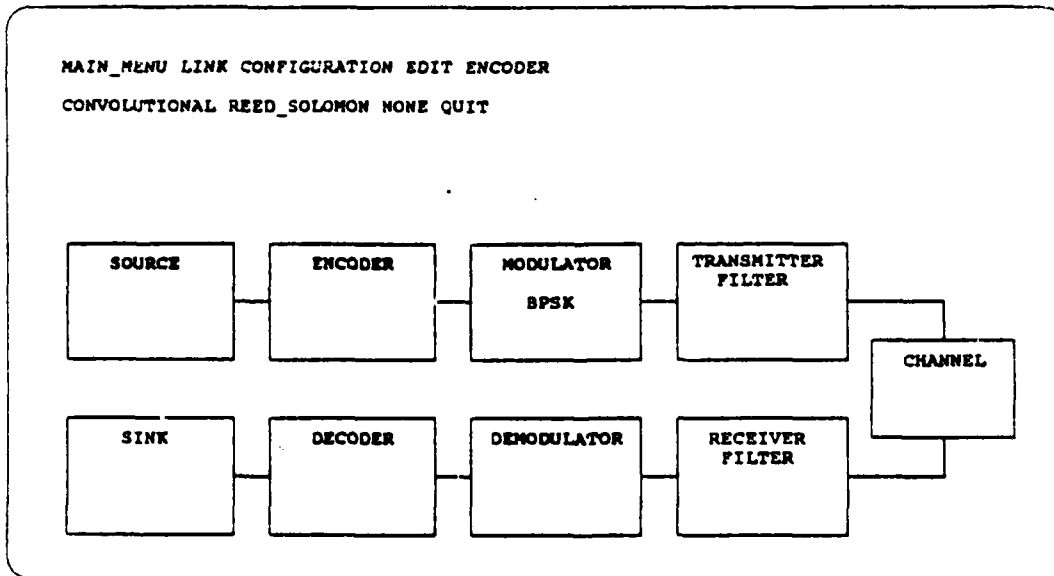 MAIN_MENU LINK CONFIGURATION EDIT ENCODER
CONVOLUTIONAL REED_SOLOMON NONE QUIT
SOURCE
ENCODER
MODULATOR
BPSK
TRANSMITTER
FILTER
CHANNEL
SINK
DECODER
DEMODULATOR
RECEIVER
FILTER